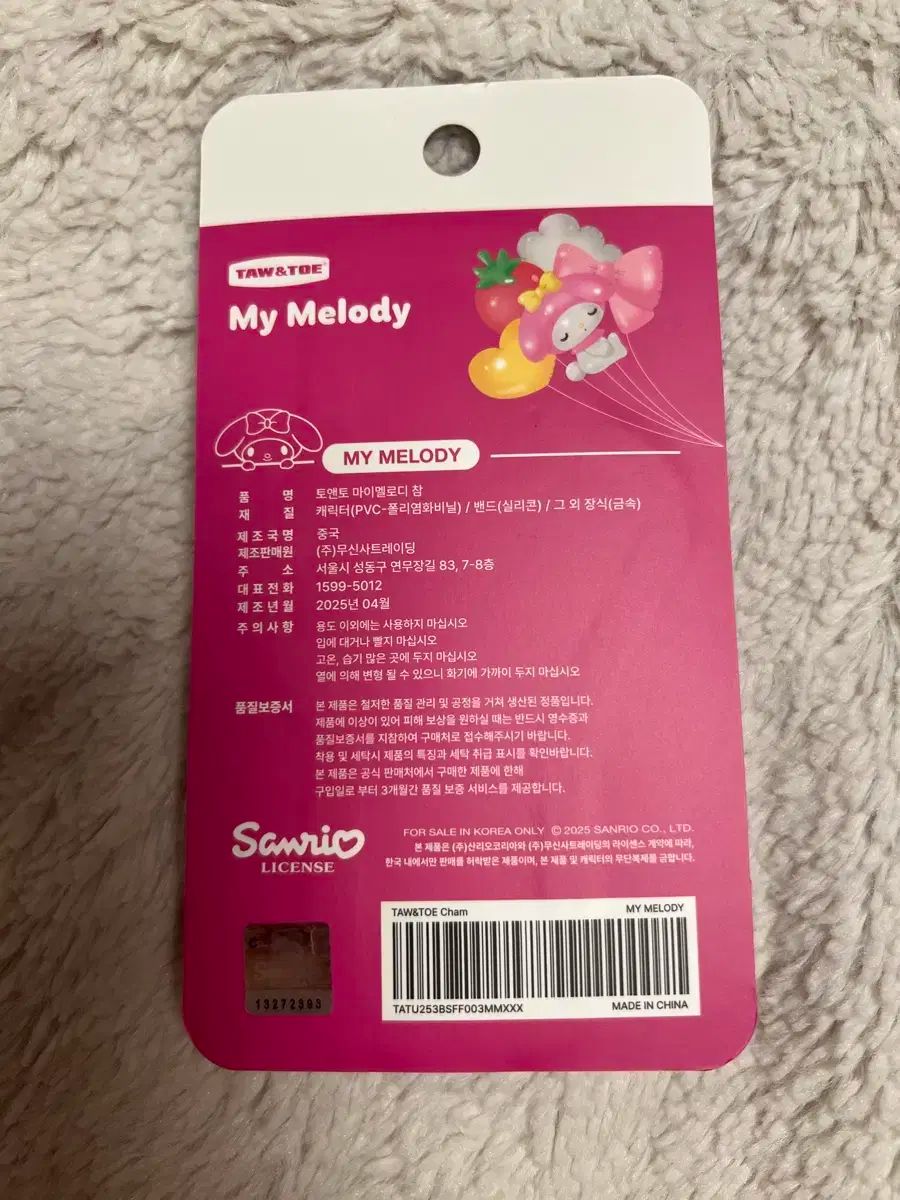 TAW&TOE
My Melody
MY MELODY
품 명 토앤토 마이멜로디 참
재 질 캐릭터(PVC-폴리염화비닐) / 밴드(실리콘) / 그 외 장식(금속)
제조국명 중국
제조판매원 (주)무신사트레이딩
주 소 서울시 성동구 연무장길 83, 7-8층
대표전화 1599-5012
제조년월 2025년 04월
주의사항 용도 이외에는 사용하지 마십시오
입에 대거나 빨지 마십시오
고온, 습기 많은 곳에 두지 마십시오
열에 의해 변형 될 수 있으니 화기에 가까이 두지 마십시오
품질보증서 본 제품은 철저한 품질 관리 및 공정을 거쳐 생산된 정품입니다.
제품에 이상이 있어 피해 보상을 원하실 때는 반드시 영수증과
품질보증서를 지참하여 구매처로 접수해주시기 바랍니다.
착용 및 세탁시 제품의 특징과 세탁 취급 표시를 확인바랍니다.
본 제품은 공식 판매처에서 구매한 제품에 한해
구입일로 부터 3개월간 품질 보증 서비스를 제공합니다.
Sanrio
LICENSE
FOR SALE IN KOREA ONLY © 2025 SANRIO CO., LTD.
본 제품은 (주)산리오코리아와 (주)무신사트레이딩의 라이센스 계약에 따라,
한국 내에서만 판매를 허락받은 제품이며, 본 제품 및 캐릭터의 무단복제를 금합니다.
TAW&TOE Cham MY MELODY
TATU253BSFF003MMXXX MADE IN CHINA
13272393